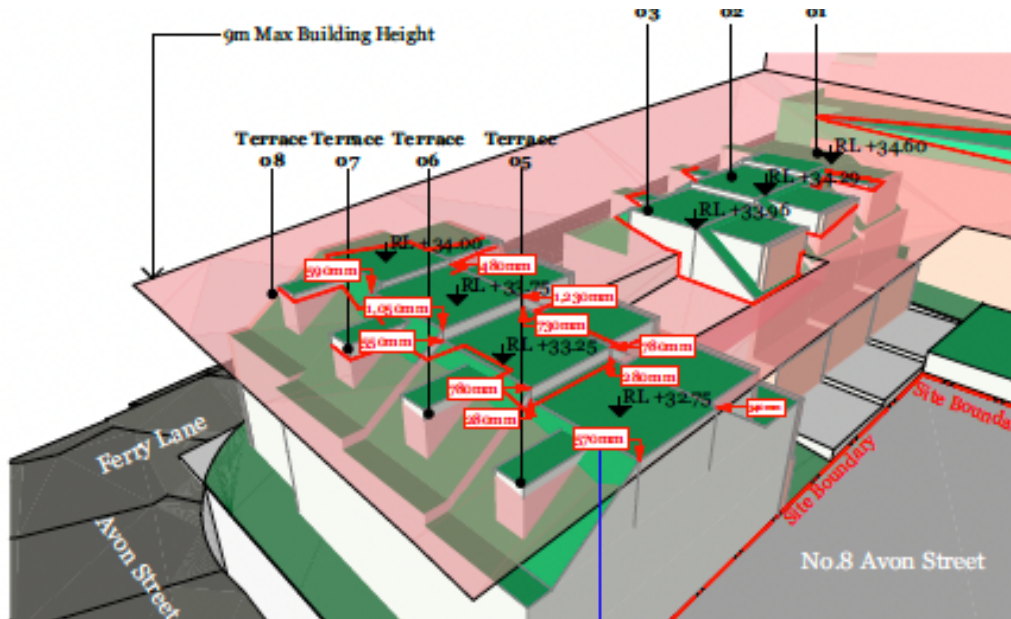 03 02 01
9m Max Building Height
Terrace Terrace Terrace Terrace
08 07 06 05
RL +34.60
RL +34.29
RL +33.96
RL +34.00
480mm
590mm
RL +33.75
1,230mm
1,050mm
730mm
550mm
780mm
RL +33.25
280mm
780mm
RL +32.75
280mm
570mm
Site Boundary
Site Bounda
Ferry Lane
Avon Street
No.8 Avon Street